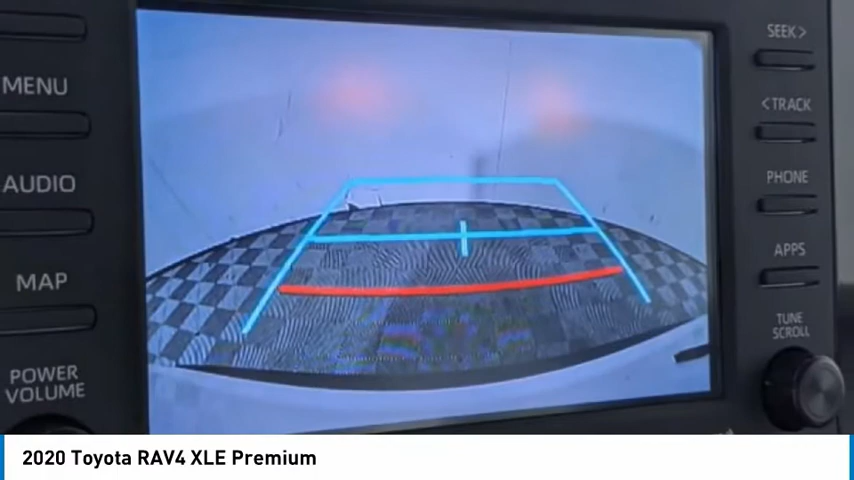 MENU
AUDIO
MAP
POWER
VOLUME
SEEK >
< TRACK
PHONE
APPS
TUNE
SCROLL
2020 Toyota RAV4 XLE Premium